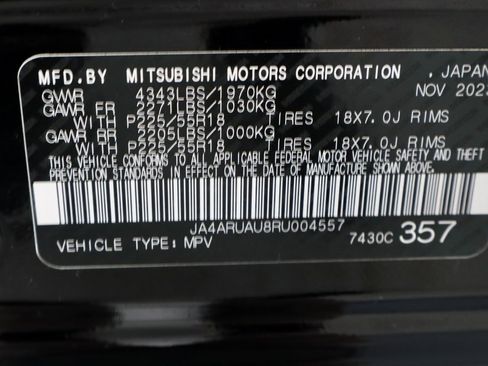 MFD.BY MITSUBISHI MOTORS CORPORATION , JAPAN
GVWR 4343LBS/1970KG NOV 2023
GAWR FR 2271LBS/1030KG
WITH P225/55R18 TIRES 18X7.0J RIMS
GAWR RR 2205LBS/1000KG
WITH P225/55R18 TIRES 18X7.0J RIMS
THIS VEHICLE CONFORMS TO ALL APPLICABLE FEDERAL MOTOR VEHICLE SAFETY AND THEFT
PREVENTION STANDARDS IN EFFECT ON THE DATE OF MANUFACTURE SHOWN ABOVE.
JA4ARUAU8RU004557
VEHICLE TYPE: MPV 7430C 357